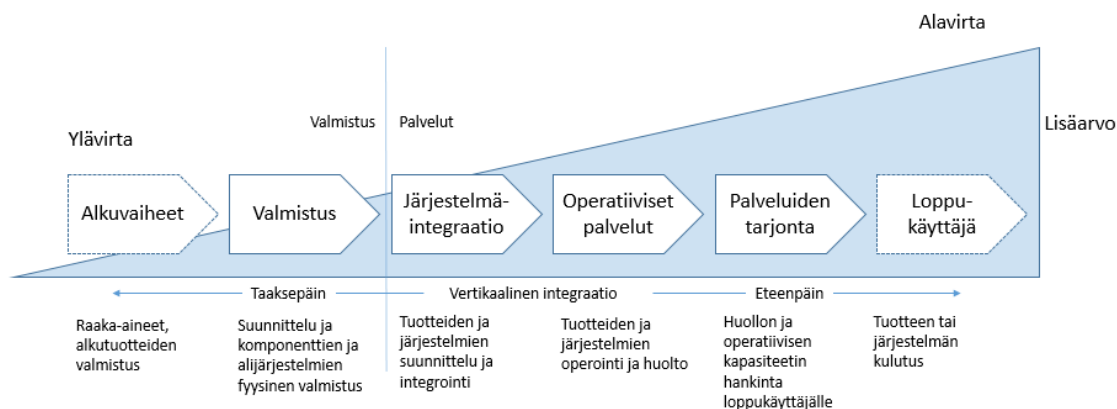 Alavirta
Valmistus
Palvelut
Ylävirta
Lisäarvo
Alkuvaiheet
Valmistus
Järjestelmä-
integraatio
Operatiiviset
palvelut
Palveluiden
tarjonta
Loppu-
käyttäjä
Taaksepäin
Vertikaalinen integraatio
Eteenpäin
Raaka-aineet,
alkutuotteiden
valmistus
Suunnittelu ja
komponenttien ja
alijärjestelmien
fyysinen valmistus
Tuotteiden ja
järjestelmien
suunnittelu ja
integrointi
Tuotteiden ja
järjestelmien
operointi ja huolto
Huollon ja
operatiivisen
kapasiteetin
hankinta
loppukäyttäjälle
Tuotteen tai
järjestelmän
kulutus